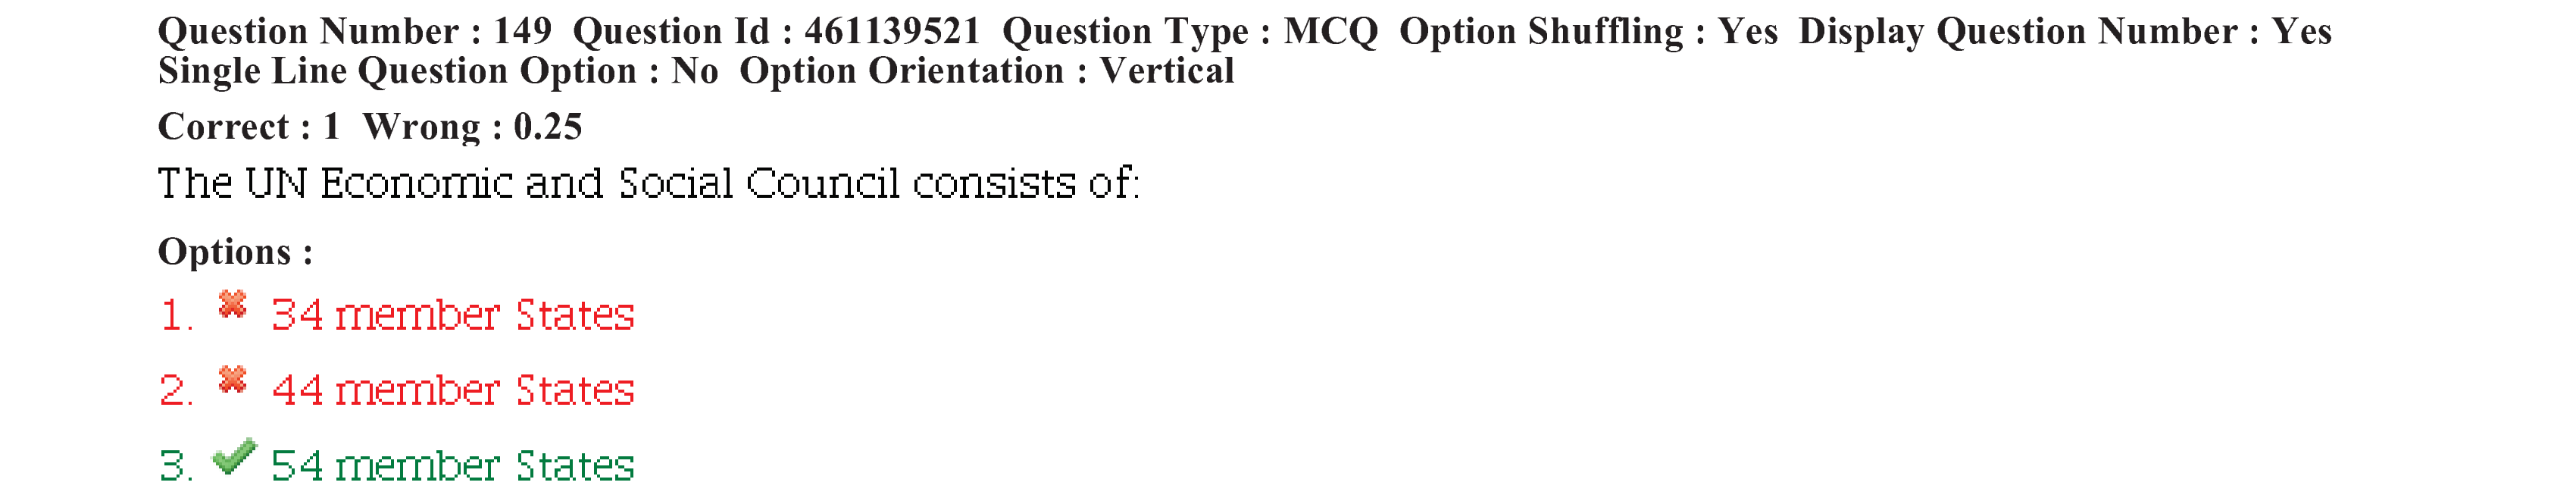 Question Number : 149 Question Id : 461139521 Question Type : MCQ Option Shuffling : Yes Display Question Number : Yes
Single Line Question Option : No Option Orientation : Vertical
Correct : 1 Wrong : 0.25
The UN Economic and Social Council consists of:
Options :
1. 34 member States
2. 44 member States
3. 54 member States